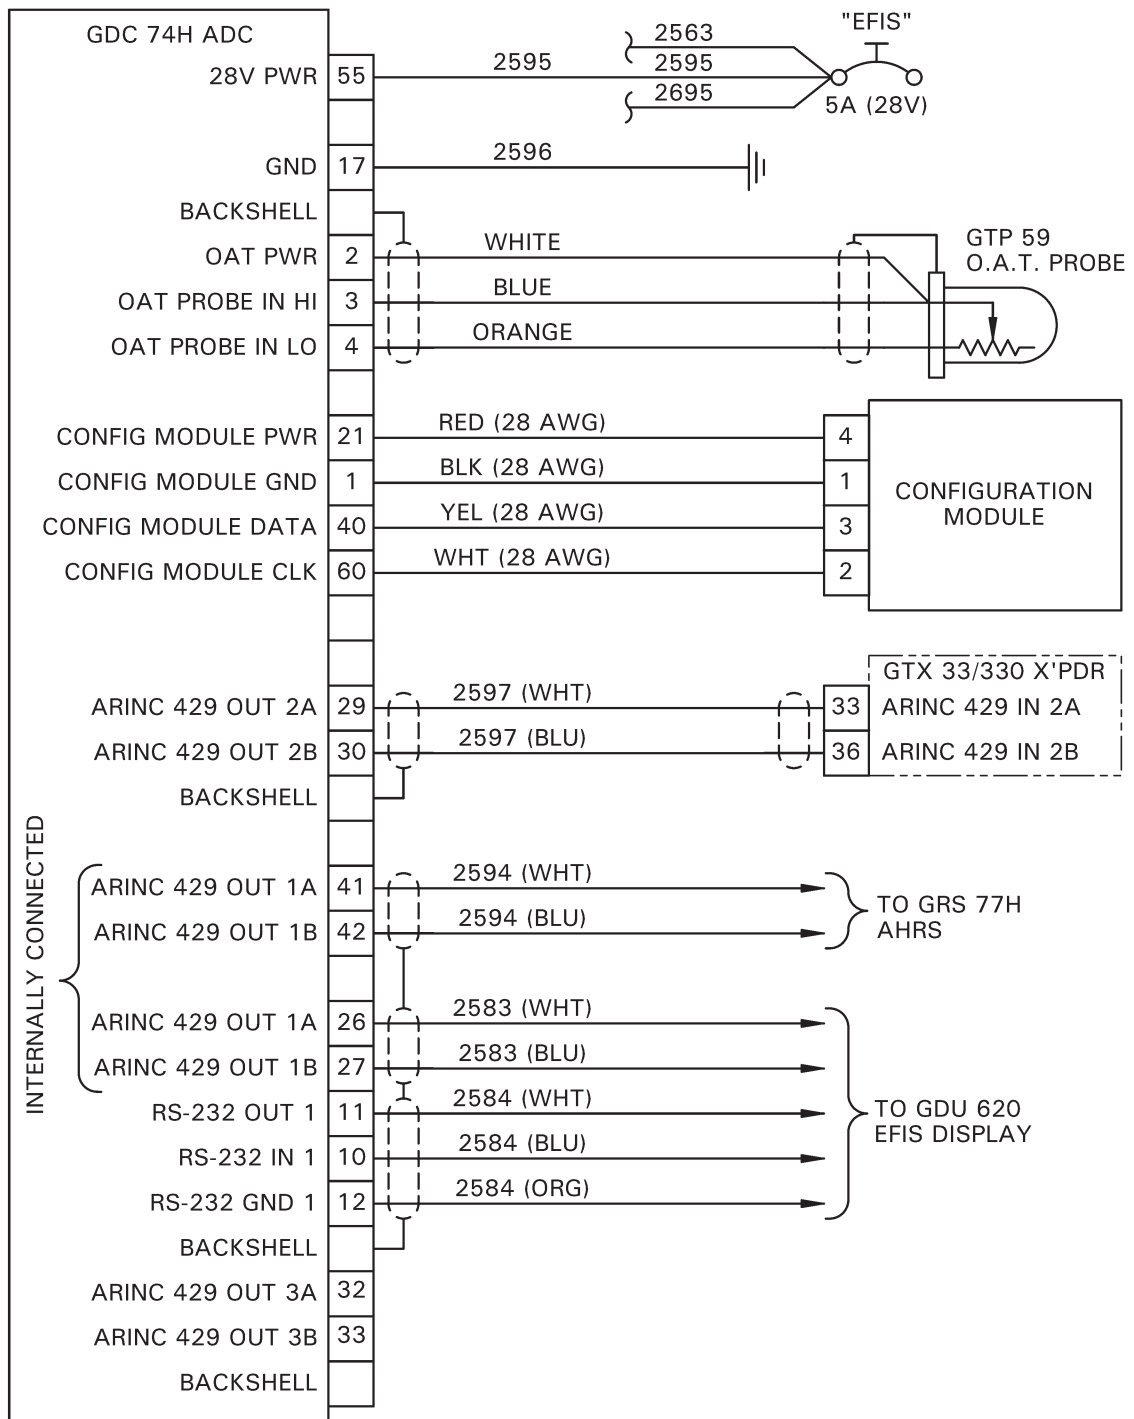 GDC 74H ADC
"EFIS"
2563
28V PWR 55 2595 2595
2695
5A (28V)
GND 17 2596
BACKSHELL
OAT PWR 2 WHITE
GTP 59
O.A.T. PROBE
OAT PROBE IN HI 3 BLUE
OAT PROBE IN LO 4 ORANGE
CONFIG MODULE PWR 21 RED (28 AWG) 4
CONFIG MODULE GND 1 BLK (28 AWG) 1
CONFIG MODULE DATA 40 YEL (28 AWG) 3
CONFIG MODULE CLK 60 WHT (28 AWG) 2
CONFIGURATION
MODULE
GTX 33/330 X'PDR
ARINC 429 OUT 2A 29 2597 (WHT) 33 ARINC 429 IN 2A
ARINC 429 OUT 2B 30 2597 (BLU) 36 ARINC 429 IN 2B
BACKSHELL
INTERNALLY CONNECTED
ARINC 429 OUT 1A 41 2594 (WHT)
ARINC 429 OUT 1B 42 2594 (BLU)
TO GRS 77H
AHRS
ARINC 429 OUT 1A 26 2583 (WHT)
ARINC 429 OUT 1B 27 2583 (BLU)
RS-232 OUT 1 11 2584 (WHT)
RS-232 IN 1 10 2584 (BLU)
RS-232 GND 1 12 2584 (ORG)
TO GDU 620
EFIS DISPLAY
BACKSHELL
ARINC 429 OUT 3A 32
ARINC 429 OUT 3B 33
BACKSHELL